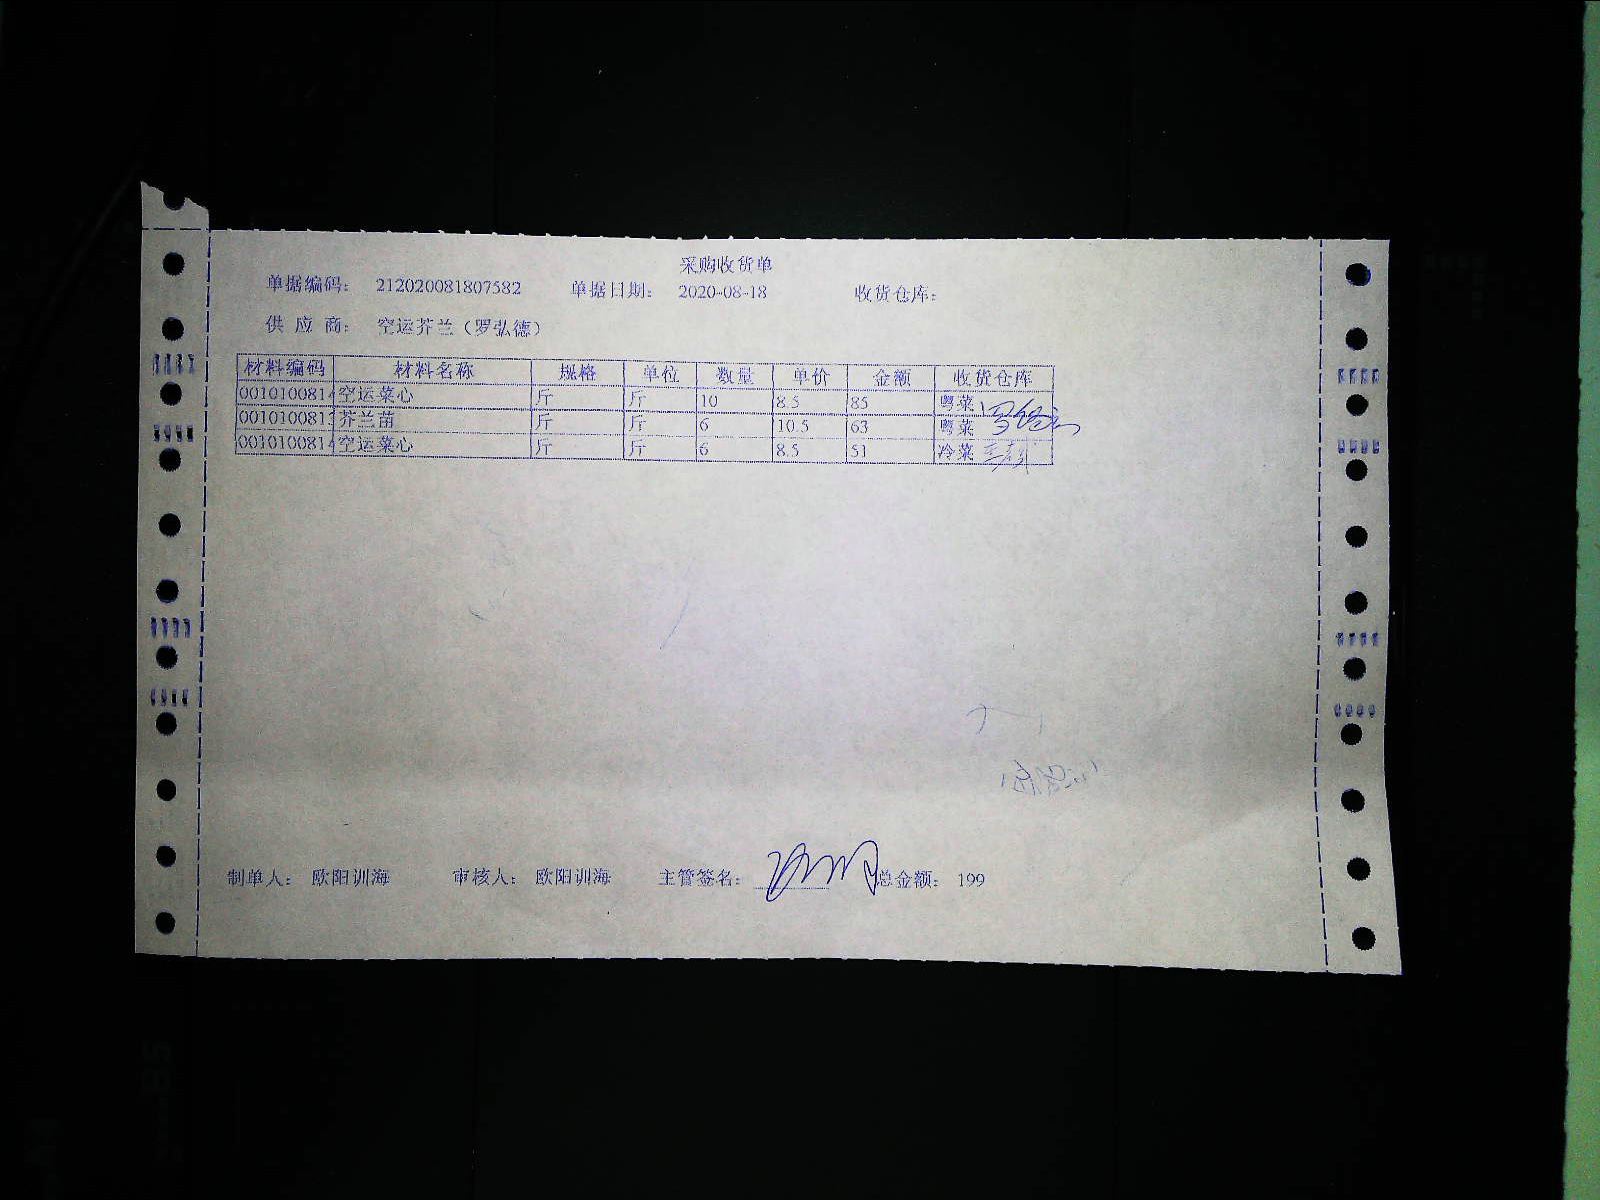 采购收货单
单据编码: 212020081807582 单据日期: 2020-08-18 收货仓库:
供 应 商: 空运芥兰（罗弘德）
材料编码 材料名称 规格 单位 数量 单价 金额 收货仓库
001010081 空运菜心 斤 斤 10 8.5 85 粤菜
001010081 芥兰苗 斤 斤 6 10.5 63 粤菜
001010081 空运菜心 斤 斤 6 8.5 51 冷菜
制单人: 欧阳训海 审核人: 欧阳训海 主管签名: 总金额: 199